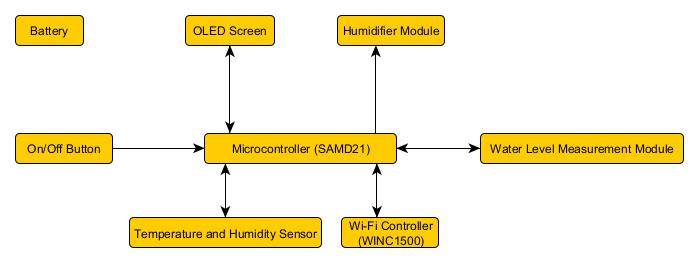 Battery
OLED Screen
Humidifier Module
On/Off Button
Microcontroller (SAMD21)
Water Level Measurement Module
Temperature and Humidity Sensor
Wi-Fi Controller
(WINC1500)